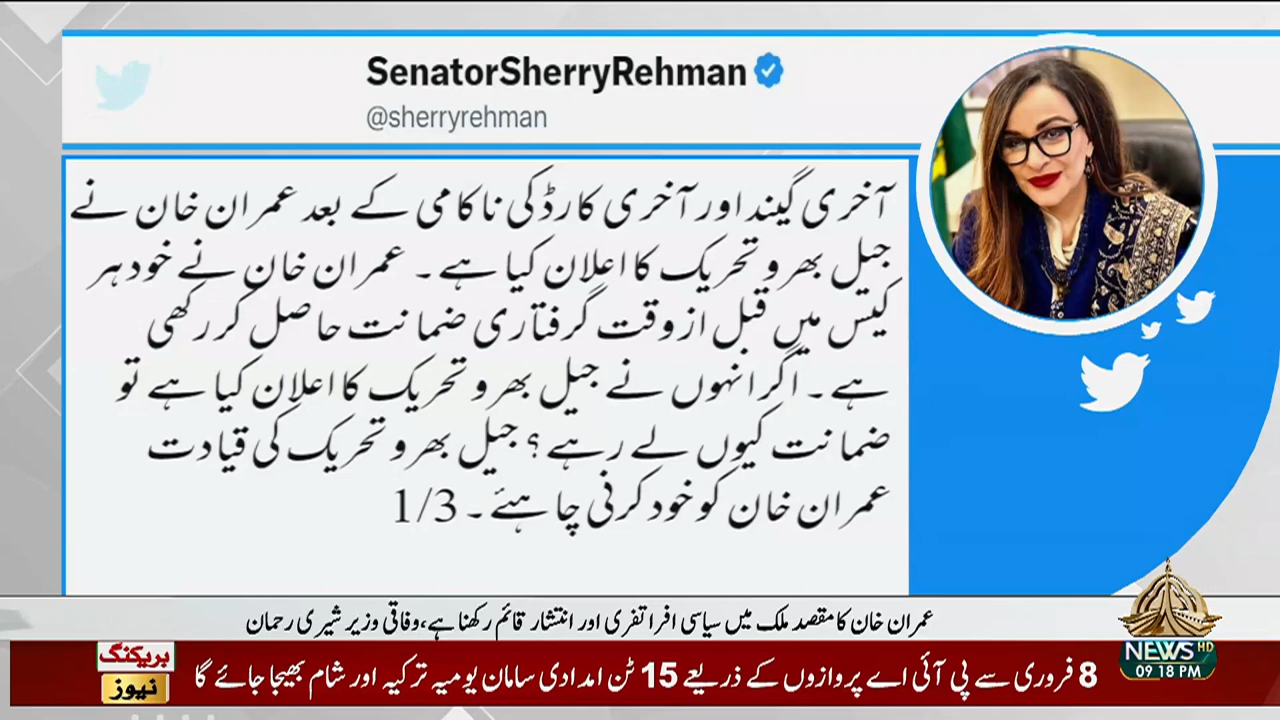 SenatorSherryRehman
@sherryrehman
آخری گیند اور آخری کارڈ کی ناکامی کے بعد عمران خان نے
جیل بھرو تحریک کا اعلان کیا ہے۔ عمران خان نے خود ہر
کیس میں قبل از وقت گرفتاری ضمانت حاصل کر رکھی
ہے۔ اگر انہوں نے جیل بھرو تحریک کا اعلان کیا ہے تو
ضمانت کیوں لے رہے؟ جیل بھرو تحریک کی قیادت
عمران خان کو خود کرنی چاہئے۔ 1/3
عمران خان کا مقصد ملک میں سیاسی افراتفری اور انتشار قائم رکھنا ہے،وفاقی وزیر شیری رحمان
NEWS HD
09:18 PM
بریکنگ
نیوز
8 فروری سے پی آئی اے پروازوں کے ذریعے 15 ٹن امدادی سامان یومیہ ترکیہ اور شام بھیجا جائے گا